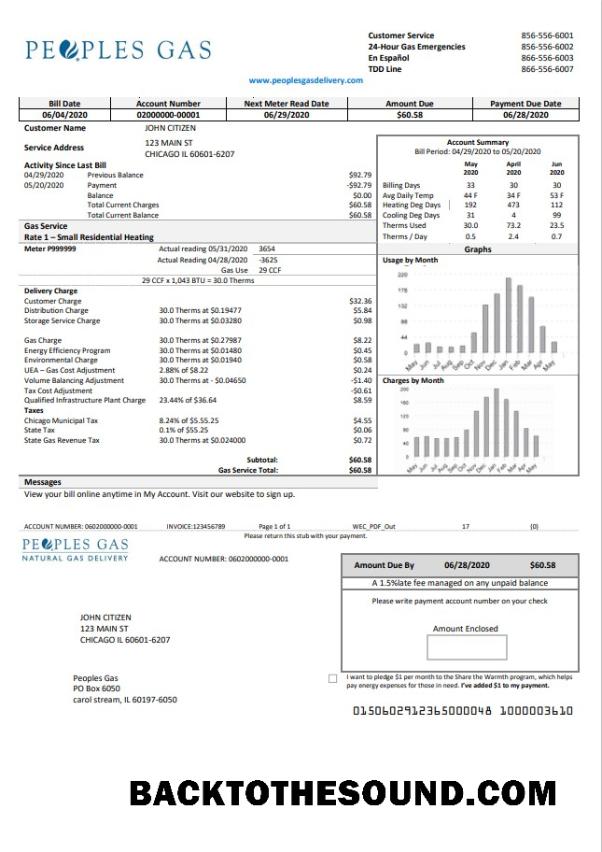 PEOPLES GAS
Customer Service 856-556-6001
24-Hour Gas Emergencies 856-556-6002
En Español 866-556-6003
TDD Line 866-556-6007
www.peoplesgasdelivery.com
Bill Date Account Number Next Meter Read Date Amount Due Payment Due Date
06/04/2020 02000000-00001 06/29/2020 $60.58 06/28/2020
Customer Name JOHN CITIZEN
Service Address 123 MAIN ST
CHICAGO IL 60601-6207
Activity Since Last Bill
04/29/2020 Previous Balance $92.79
05/20/2020 Payment -$92.79
Balance $0.00
Total Current Charges $60.58
Total Current Balance $60.58
Gas Service
Rate 1 – Small Residential Heating
Meter P999999 Actual reading 05/31/2020 3654
Actual reading 04/28/2020 -3625
Gas Use 29 CCF
29 CCF x 1,043 BTU = 30.0 Therms
Delivery Charge
Customer Charge $32.36
Distribution Charge 30.0 Therms at $0.19477 $5.84
Storage Service Charge 30.0 Therms at $0.03280 $0.98
Gas Charge 30.0 Therms at $0.27987 $8.22
Energy Efficiency Program 30.0 Therms at $0.01480 $0.45
Environmental Charge 30.0 Therms at $0.01940 $0.58
UEA – Gas Cost Adjustment 2.88% of $8.22 $0.24
Volume Balancing Adjustment 30.0 Therms at - $0.04650 -$1.40
Tax Cost Adjustment -$0.61
Qualified Infrastructure Plant Charge 23.44% of $36.64 $8.59
Taxes
Chicago Municipal Tax 8.24% of $5.55.25 $4.55
State Tax 0.1% of $55.25 $0.06
State Gas Revenue Tax 30.0 Therms at $0.024000 $0.72
Subtotal: $60.58
Gas Service Total: $60.58
Account Summary
Bill Period: 04/29/2020 to 05/20/2020
May April Jun
2020 2020 2020
Billing Days 33 30 30
Avg Daily Temp 44 F 34 F 53 F
Heating Deg Days 192 473 112
Cooling Deg Days 31 4 99
Therms Used 30.0 73.2 23.5
Therms / Day 0.5 2.4 0.7
Graphs
Usage by Month
220
176
132
88
44
0
May Jun Jul Aug Sep Oct Nov Dec Jan Feb Mar Apr May
Charges by Month
200
160
120
80
40
0
May Jun Jul Aug Sep Oct Nov Dec Jan Feb Mar Apr May
Messages
View your bill online anytime in My Account. Visit our website to sign up.
ACCOUNT NUMBER: 0602000000-0001 INVOICE:123456789 Page 1 of 1 WEC_PDF_Out 17 (0)
Please return this stub with your payment.
PEOPLES GAS
NATURAL GAS DELIVERY
ACCOUNT NUMBER: 0602000000-0001
Amount Due By 06/28/2020 $60.58
A 1.5%late fee managed on any unpaid balance
Please write payment account number on your check
Amount Enclosed
JOHN CITIZEN
123 MAIN ST
CHICAGO IL 60601-6207
Peoples Gas
PO Box 6050
carol stream, IL 60197-6050
I want to pledge $1 per month to the Share the Warmth program, which helps
pay energy expenses for those in need. I've added $1 to my payment.
0150602912365000048 1000003610
BACKTOTHESOUND.COM